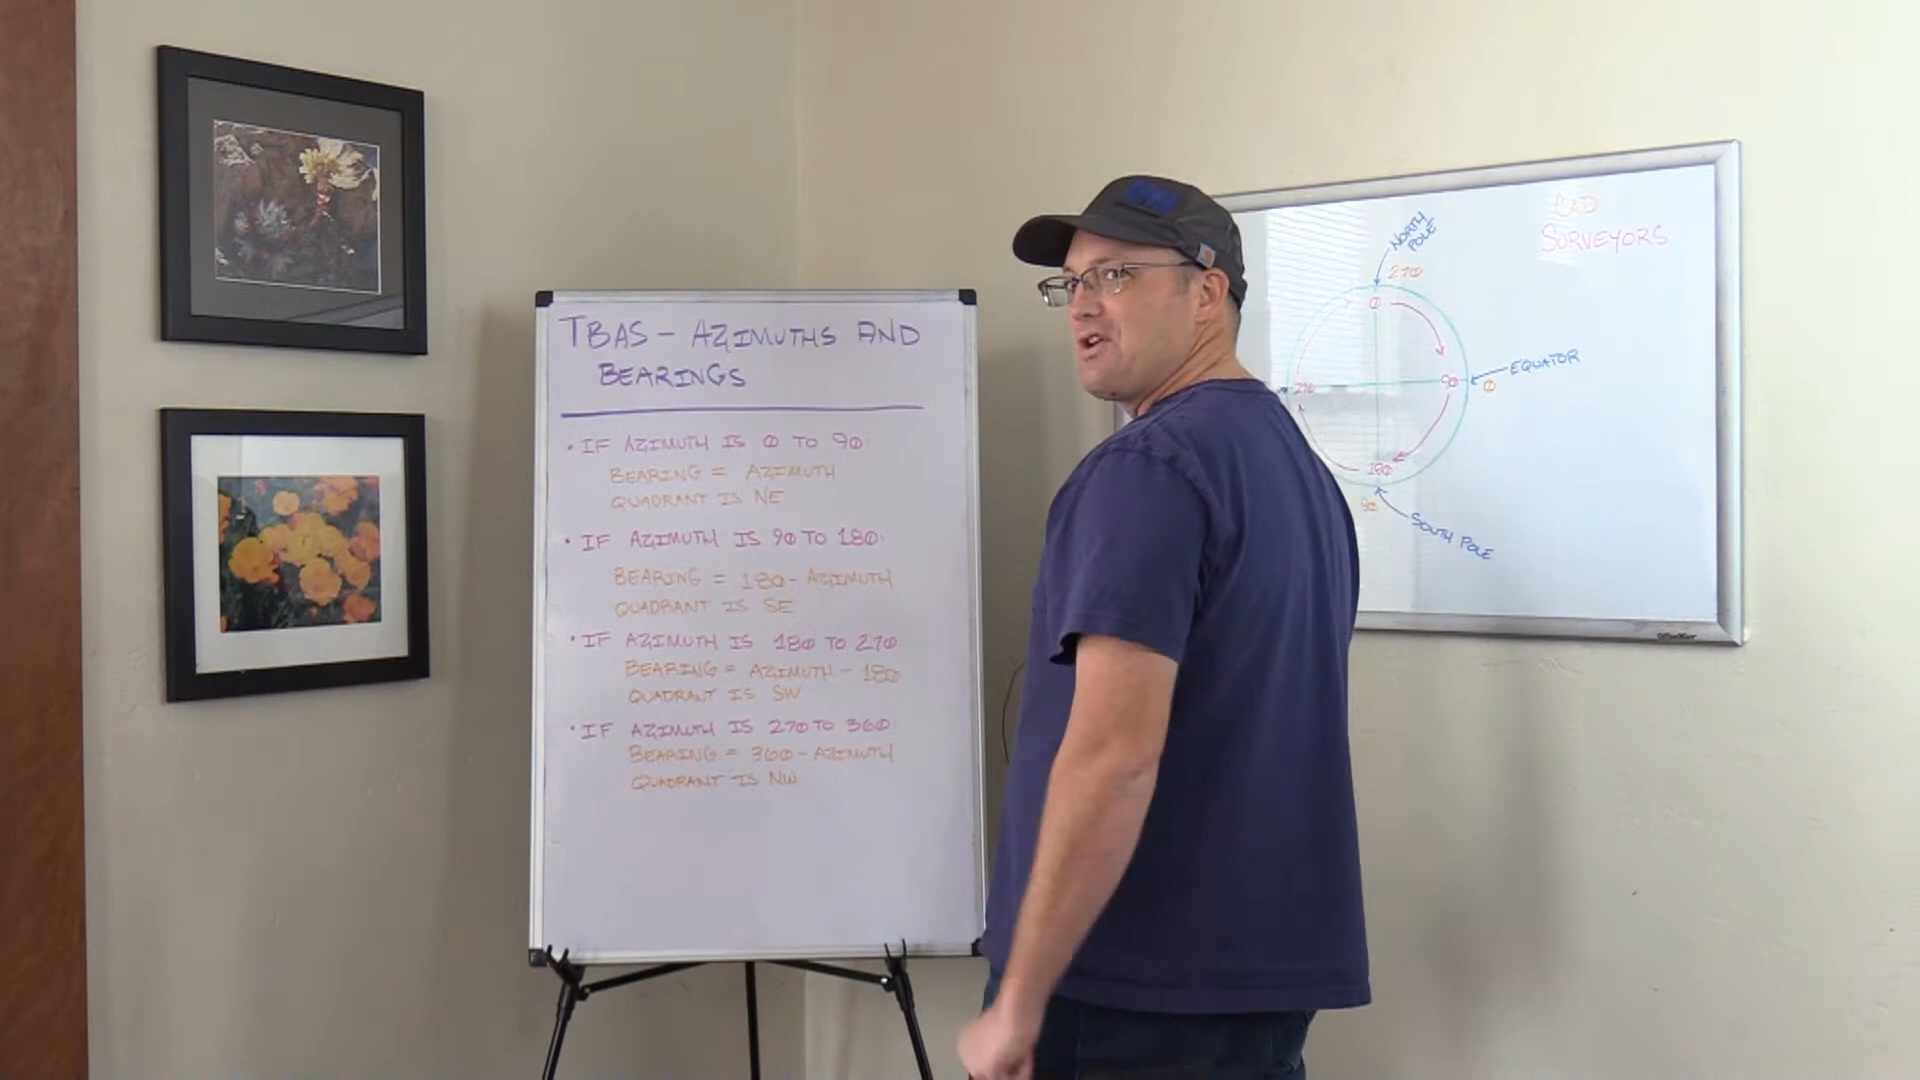 TBAS - AZIMUTHS AND
BEARINGS
• IF AZIMUTH IS 0 TO 90:
BEARING = AZIMUTH
QUADRANT IS NE
• IF AZIMUTH IS 90 TO 180:
BEARING = 180 - AZIMUTH
QUADRANT IS SE
• IF AZIMUTH IS 180 TO 270:
BEARING = AZIMUTH - 180
QUADRANT IS SW
• IF AZIMUTH IS 270 TO 360:
BEARING = 360 - AZIMUTH
QUADRANT IS NW
CAD
SURVEYORS
NORTH
POLE
270
0
EQUATOR
270
90
0
180
90
SOUTH POLE
OfficeMax